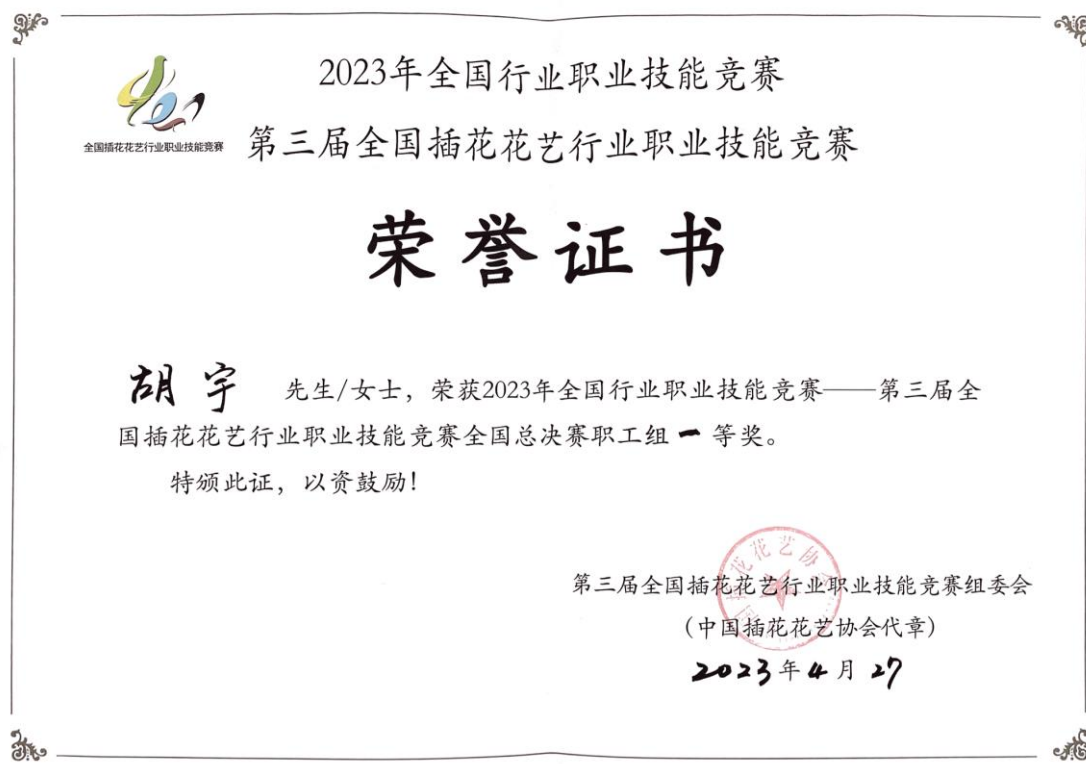 2023年全国行业职业技能竞赛
全国插花花艺行业职业技能竞赛
第三届全国插花花艺行业职业技能竞赛
荣誉证书
胡宇 先生/女士，荣获2023年全国行业职业技能竞赛——第三届全
国插花花艺行业职业技能竞赛全国总决赛职工组一等奖。
特颁此证，以资鼓励！
第三届全国插花花艺行业职业技能竞赛组委会
（中国插花花艺协会代章）
2023年4月27